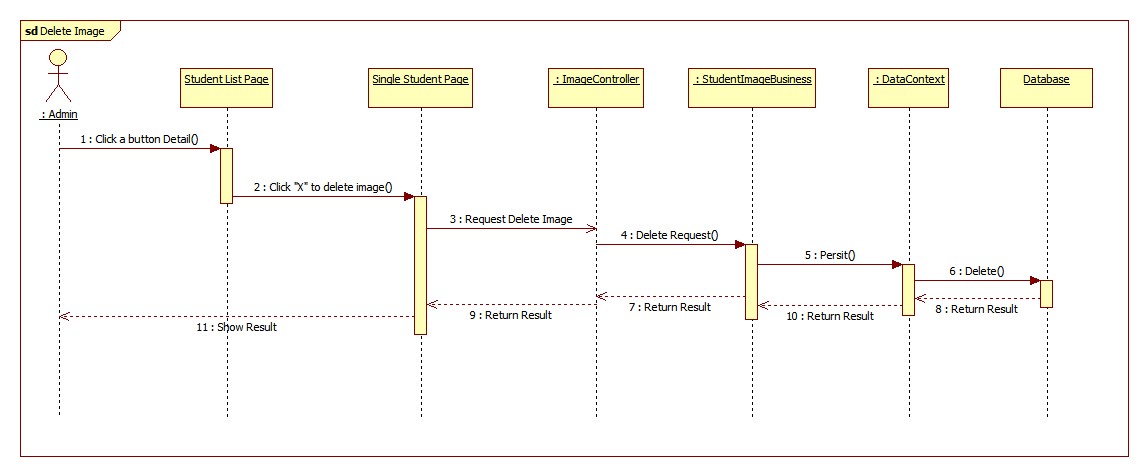 sd Delete Image
: Admin
Student List Page
Single Student Page
: ImageController
: StudentImageBusiness
: DataContext
Database
1 : Click a button Detail()
2 : Click "X" to delete image()
3 : Request Delete Image
4 : Delete Request()
5 : Persit()
6 : Delete()
7 : Return Result
8 : Return Result
9 : Return Result
10 : Return Result
11 : Show Result